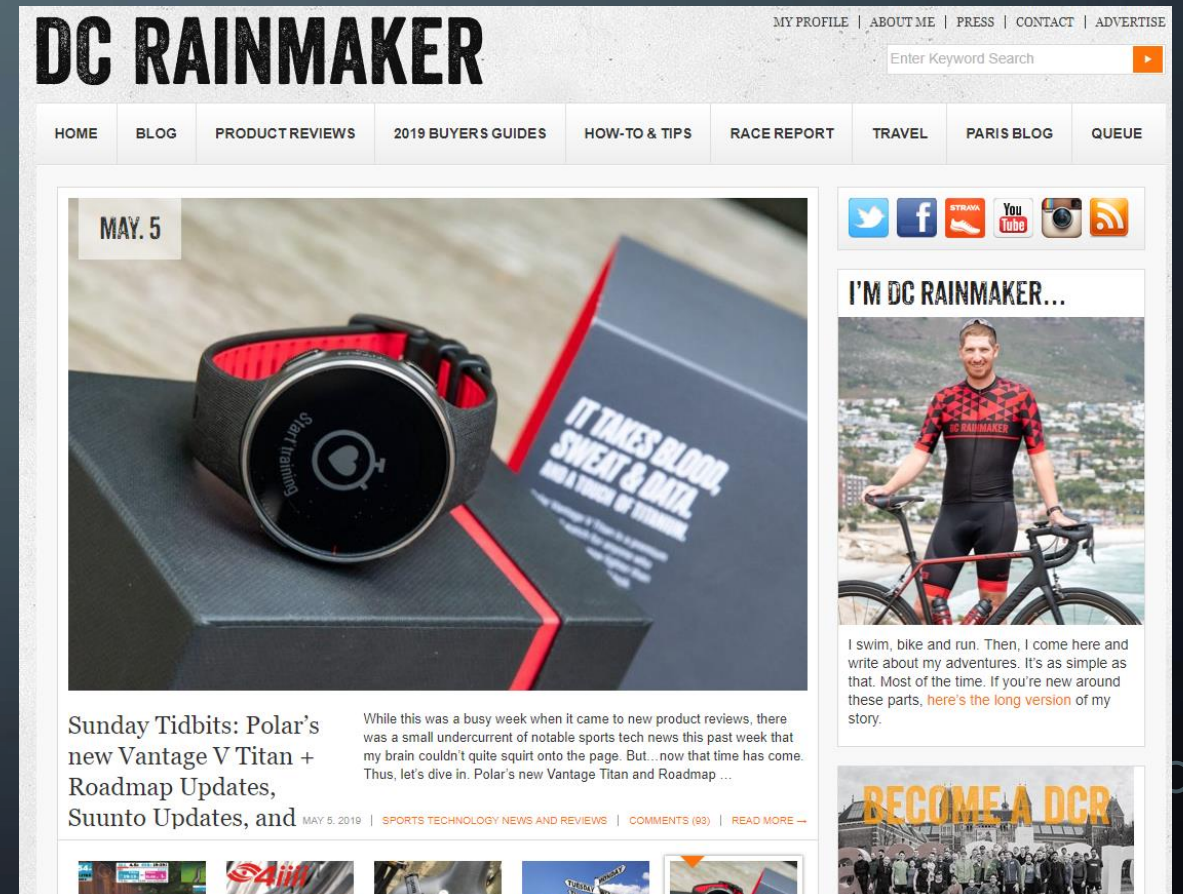 DC RAINMAKER
MY PROFILE | ABOUT ME | PRESS | CONTACT | ADVERTISE
Enter Keyword Search
HOME BLOG PRODUCT REVIEWS 2019 BUYERS GUIDES HOW-TO & TIPS RACE REPORT TRAVEL PARIS BLOG QUEUE
MAY. 5
Start training
IT TAKES BLOOD,
SWEAT & DATA.
AND A TOUCH OF TITANIUM.
Sunday Tidbits: Polar's
new Vantage V Titan +
Roadmap Updates,
Suunto Updates, and
While this was a busy week when it came to new product reviews, there
was a small undercurrent of notable sports tech news this past week that
my brain couldn't quite squirt onto the page. But…now that time has come.
Thus, let's dive in. Polar's new Vantage Titan and Roadmap …
MAY 5, 2019 | SPORTS TECHNOLOGY NEWS AND REVIEWS | COMMENTS (93) | READ MORE →
4iiii
TUESDAY MONDAY
STRAVA
You
Tube
I'M DC RAINMAKER…
DC RAINMAKER
I swim, bike and run. Then, I come here and
write about my adventures. It's as simple as
that. Most of the time. If you're new around
these parts, here's the long version of my
story.
BECOME A DCR